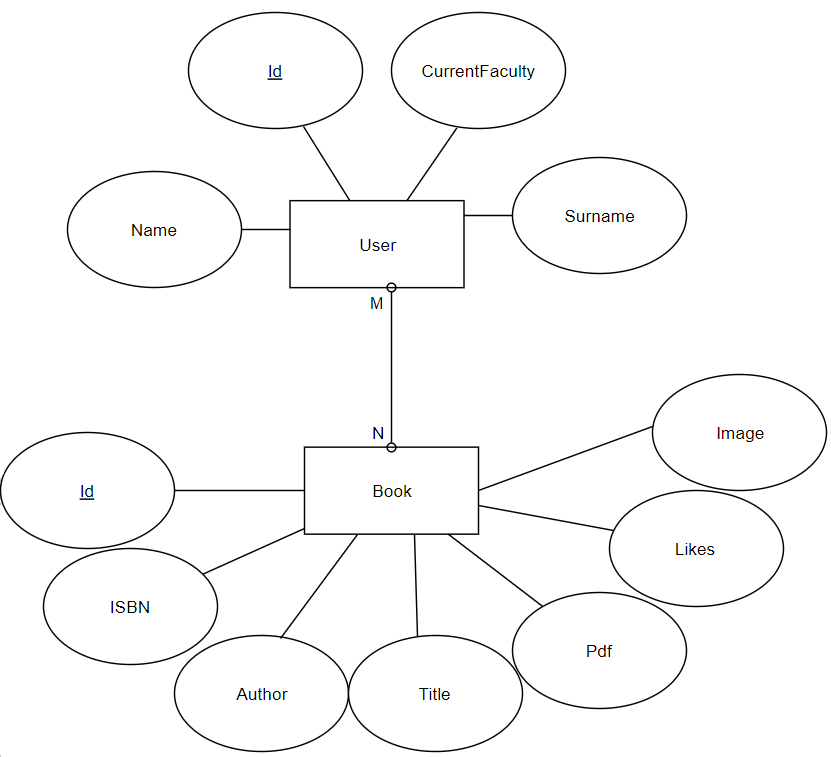 Id
CurrentFaculty
Name
Surname
User
M
N
Image
Id
Book
Likes
ISBN
Pdf
Author
Title